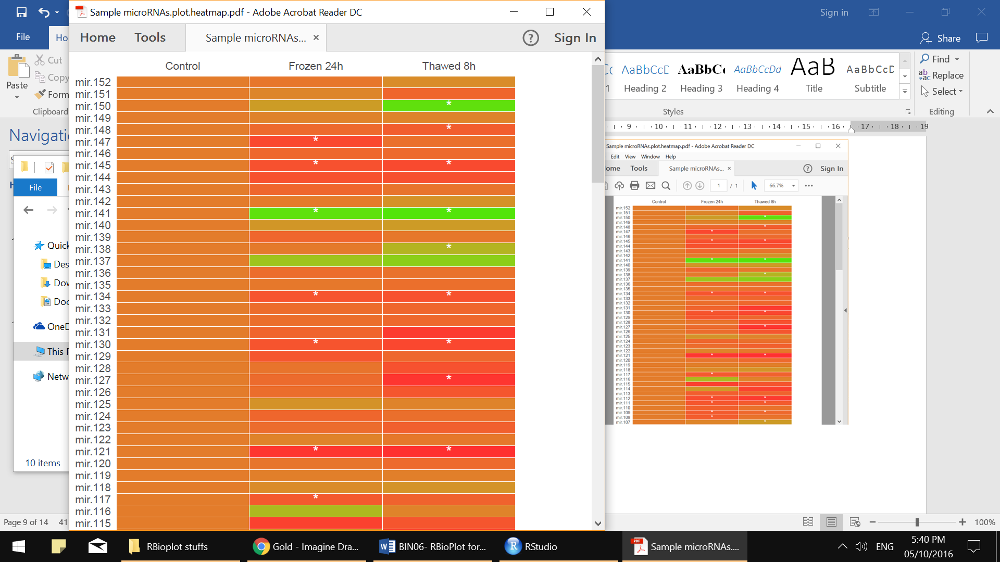 Sample microRNAs.plot.heatmap.pdf - Adobe Acrobat Reader DC
Home Tools Sample microRNAs... × ? Sign In
Control Frozen 24h Thawed 8h
mir.152
mir.151
mir.150 *
mir.149
mir.148 *
mir.147 *
mir.146
mir.145 * *
mir.144
mir.143
mir.142
mir.141 * *
mir.140
mir.139
mir.138 *
mir.137
mir.136
mir.135
mir.134 * *
mir.133
mir.132
mir.131
mir.130 * *
mir.129
mir.128
mir.127 *
mir.126
mir.125
mir.124
mir.123
mir.122
mir.121 * *
mir.120
mir.119
mir.118
mir.117 *
mir.116
mir.115
Sign in
File Ho
Share
Paste
Cut
Copy
Form
Clipboard
AaBbCcD AaBbCc AaBbCcDd AaB AaBbCcD
1 Heading 2 Heading 3 Heading 4 Title Subtitle
Styles
Find
Replace
Select
Editing
Navigati
File
Quick
Des
Dow
Doc
OneD
This P
Netw
10 items
9 10 11 12 13 14 15 16 17 18 19
Sample microRNAs.plot.heatmap.pdf - Adobe Acrobat Reader DC
Edit View Window Help
ome Tools Sample microRNAs... × ? Sign In
1 / 1 66.7%
Control Frozen 24h Thawed 8h
mir.152
mir.151
mir.150 *
mir.149
mir.148 *
mir.147 *
mir.146
mir.145 * *
mir.144
mir.143
mir.142
mir.141 * *
mir.140
mir.139
mir.138 *
mir.137
mir.136
mir.135
mir.134 * *
mir.133
mir.132
mir.131
mir.130 * *
mir.129
mir.128
mir.127 *
mir.126
mir.125
mir.124
mir.123
mir.122
mir.121 * *
mir.120
mir.119
mir.118
mir.117 *
mir.116
mir.115
mir.114
mir.113
mir.112 * *
mir.111 * *
mir.110
mir.109 * *
mir.108 *
mir.107 *
Page 9 of 14 41
100%
RBioplot stuffs
Gold - Imagine Dra...
BIN06- RBioPlot for...
RStudio
Sample microRNAs....
ENG
5:40 PM
05/10/2016